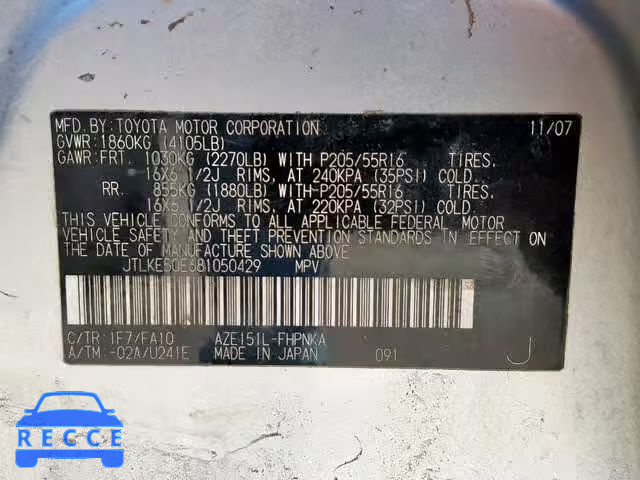 MFD.BY:TOYOTA MOTOR CORPORATION 11/07
GVWR:1860KG (4105LB)
GAWR:FRT. 1030KG (2270LB) WITH P205/55R16 TIRES,
16X6 1/2J RIMS, AT 240KPA (35PSI) COLD.
RR. 855KG (1880LB) WITH-P205/55R16 TIRES,
16X6 1/2J RIMS, AT 220KPA (32PSI) COLD.
THIS VEHICLE CONFORMS TO ALL APPLICABLE FEDERAL MOTOR
VEHICLE SAFETY AND THEFT PREVENTION STANDARDS IN EFFECT ON
THE DATE OF MANUFACTURE SHOWN ABOVE.
JTLKE50E681050429 MPV
C/TR:1F7/FA10 AZE151L-FHPNKA
A/TM:-02A/U241E MADE IN JAPAN 091 J
RECCE